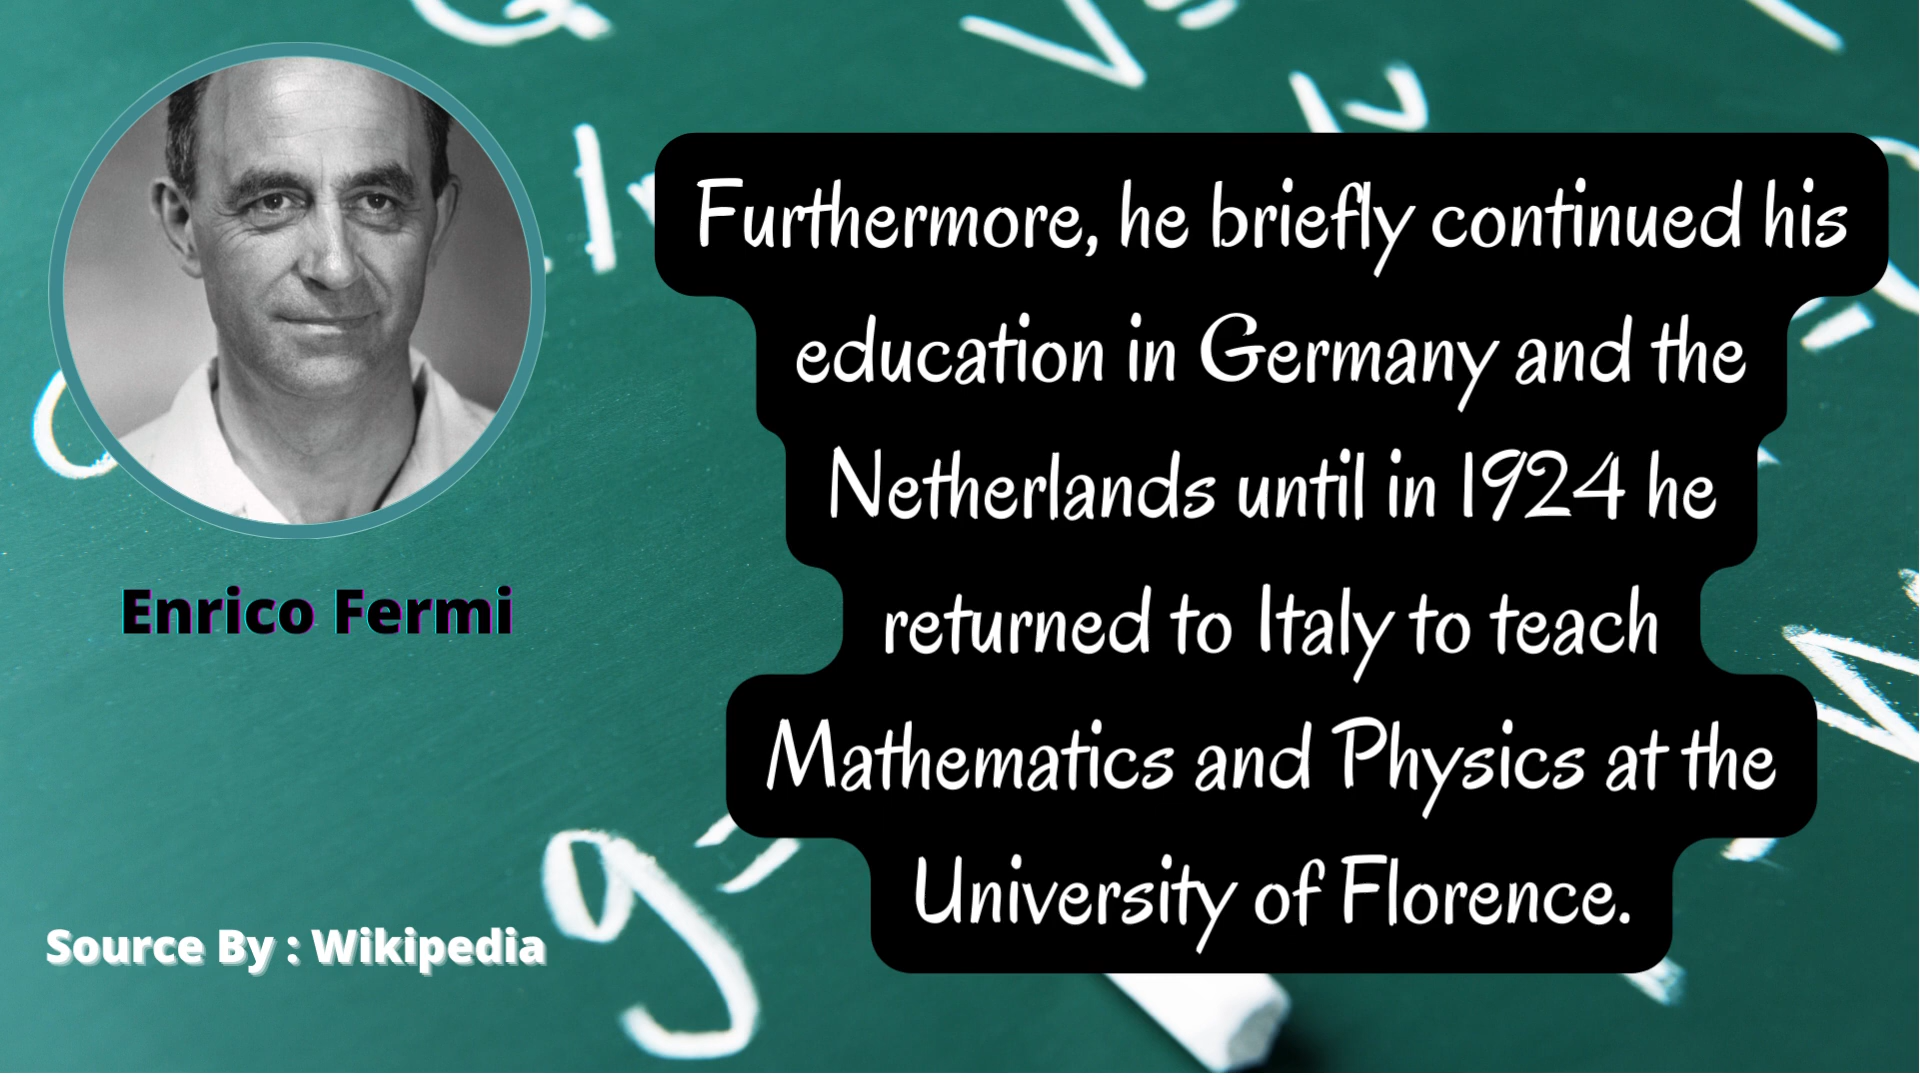 Furthermore, he briefly continued his
education in Germany and the
Netherlands until in 1924 he
returned to Italy to teach
Mathematics and Physics at the
University of Florence.
Enrico Fermi
Source By : Wikipedia